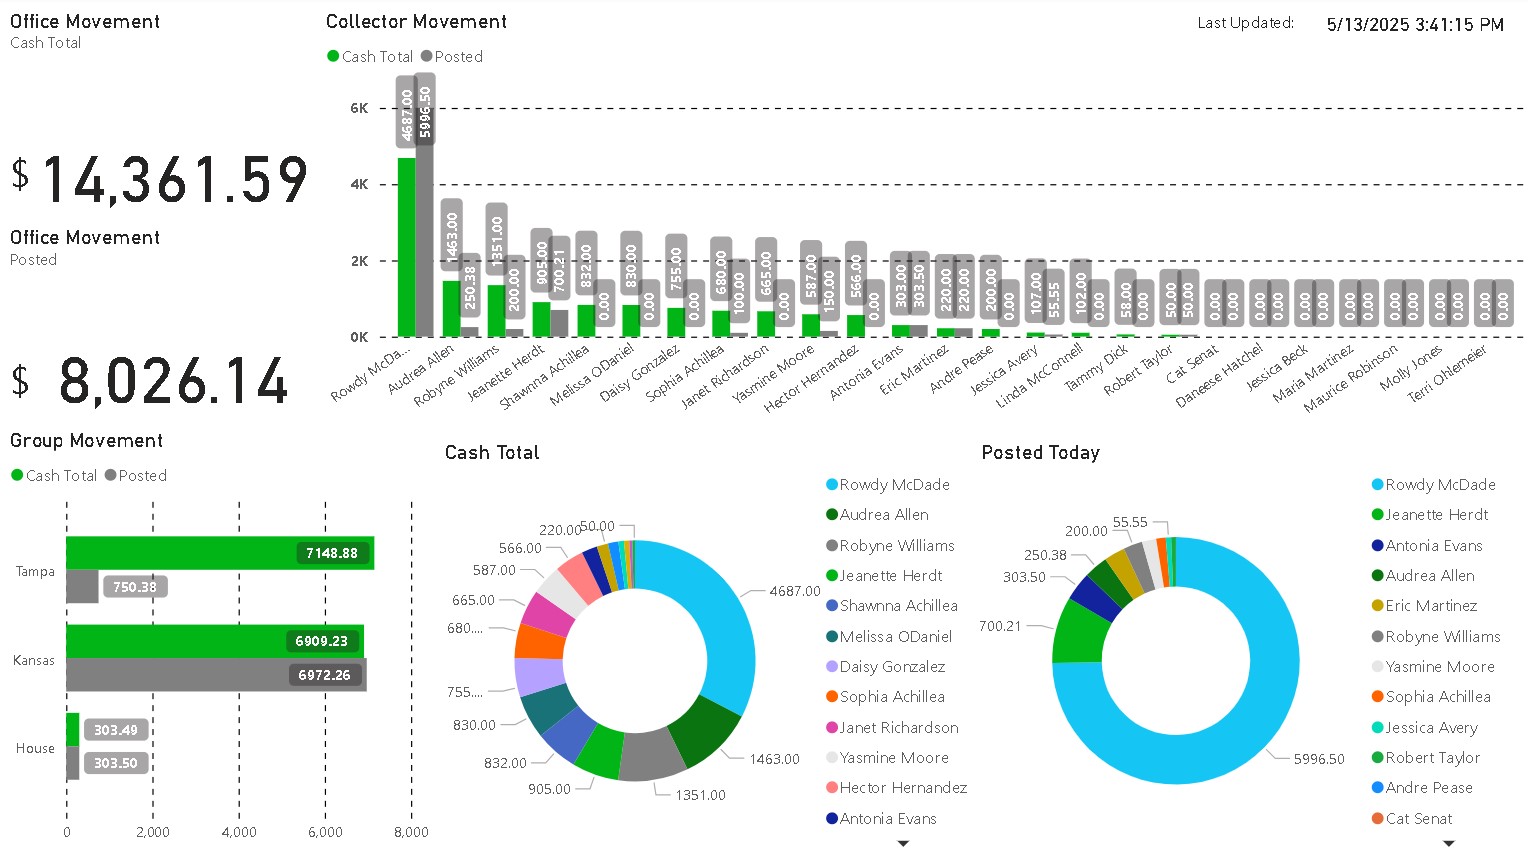 Office Movement
Cash Total
$ 14,361.59
Office Movement
Posted
$ 8,026.14
Collector Movement
Cash Total Posted
Last Updated: 5/13/2025 3:41:15 PM
6K
4K
2K
0K
4687.00 5996.50
1463.00 250.38
1351.00 200.00
905.00 700.21
832.00 0.00
830.00 0.00
755.00 0.00
680.00 100.00
665.00 0.00
587.00 150.00
566.00 0.00
303.00 303.50
220.00 220.00
200.00 0.00
107.00 55.55
102.00 0.00
58.00 0.00
50.00 50.00
0.00 0.00
0.00 0.00
0.00 0.00
0.00 0.00
0.00 0.00
0.00 0.00
0.00 0.00
Rowdy McDa...
Audrea Allen
Robyne Williams
Jeanette Herdt
Shawnna Achillea
Melissa ODaniel
Daisy Gonzalez
Sophia Achillea
Janet Richardson
Yasmine Moore
Hector Hernandez
Antonia Evans
Eric Martinez
Andre Pease
Jessica Avery
Linda McConnell
Tammy Dick
Robert Taylor
Cat Senat
Daneese Hatchel
Jessica Beck
Maria Martinez
Maurice Robinson
Molly Jones
Terri Ohlemeier
Group Movement
Cash Total Posted
Tampa
7148.88
750.38
Kansas
6909.23
6972.26
House
303.49
303.50
0 2,000 4,000 6,000 8,000
Cash Total
50.00
220.00
566.00
587.00
665.00
680....
755....
830.00
832.00
905.00
1351.00
1463.00
4687.00
Rowdy McDade
Audrea Allen
Robyne Williams
Jeanette Herdt
Shawnna Achillea
Melissa ODaniel
Daisy Gonzalez
Sophia Achillea
Janet Richardson
Yasmine Moore
Hector Hernandez
Antonia Evans
Posted Today
55.55
200.00
250.38
303.50
700.21
5996.50
Rowdy McDade
Jeanette Herdt
Antonia Evans
Audrea Allen
Eric Martinez
Robyne Williams
Yasmine Moore
Sophia Achillea
Jessica Avery
Robert Taylor
Andre Pease
Cat Senat